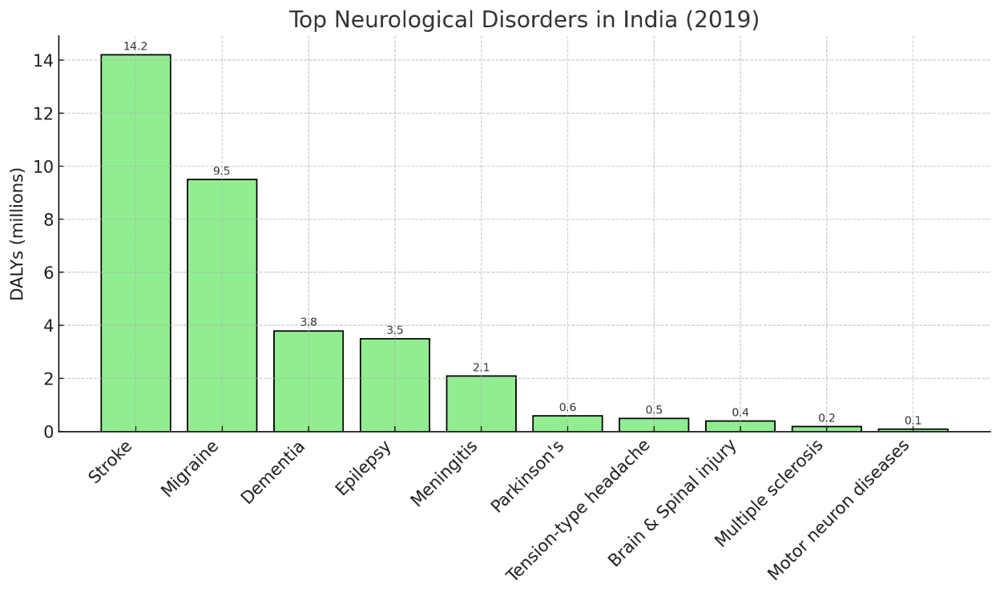 Top Neurological Disorders in India (2019)
DALYs (millions)
14
12
10
8
6
4
2
0
14.2
9.5
3.8
3.5
2.1
0.6
0.5
0.4
0.2
0.1
Stroke
Migraine
Dementia
Epilepsy
Meningitis
Parkinson's
Tension-type headache
Brain & Spinal injury
Multiple sclerosis
Motor neuron diseases